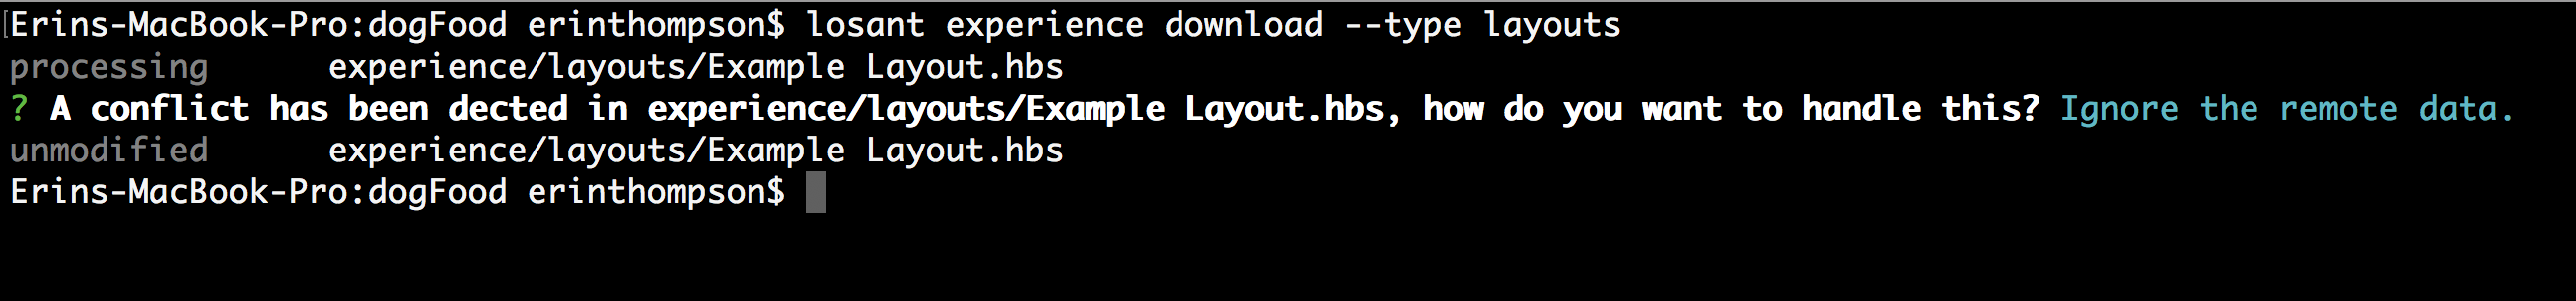 [Erins-MacBook-Pro:dogFood erinthompson$ losant experience download --type layouts
processing experience/layouts/Example Layout.hbs
? A conflict has been dected in experience/layouts/Example Layout.hbs, how do you want to handle this? Ignore the remote data.
unmodified experience/layouts/Example Layout.hbs
Erins-MacBook-Pro:dogFood erinthompson$